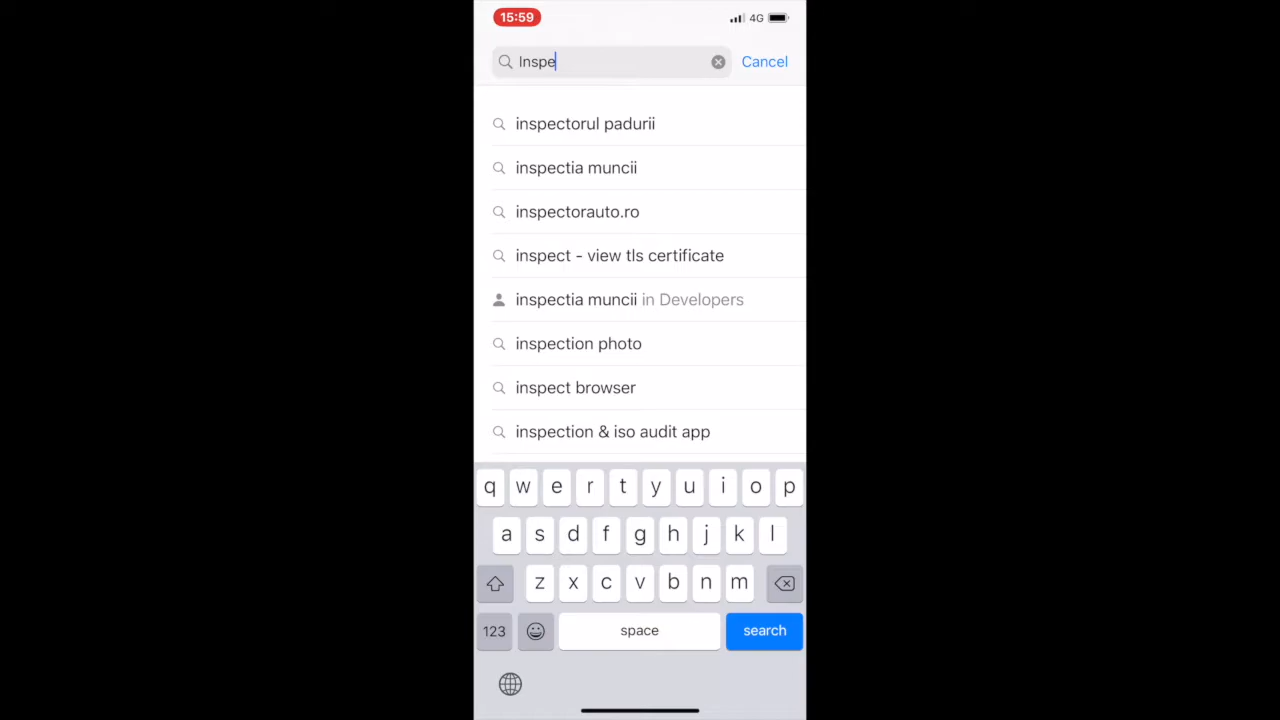 15:59 4G
Inspe Cancel
inspectorul padurii
inspectia muncii
inspectorauto.ro
inspect - view tls certificate
inspectia muncii in Developers
inspection photo
inspect browser
inspection & iso audit app
q w e r t y u i o p
a s d f g h j k l
z x c v b n m
123 space search